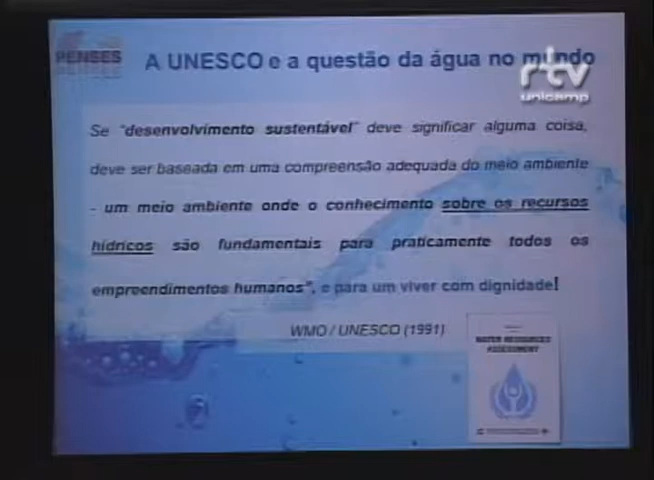 PENSES
A UNESCO e a questão da água no mundo
rtv
unicamp
Se "desenvolvimento sustentável" deve significar alguma coisa,
deve ser baseada em uma compreensão adequada do meio ambiente
- um meio ambiente onde o conhecimento sobre os recursos
hídricos são fundamentais para praticamente todos os
empreendimentos humanos", e para um viver com dignidade!
WMO / UNESCO (1991)
WATER RESOURCES
ASSESSMENT